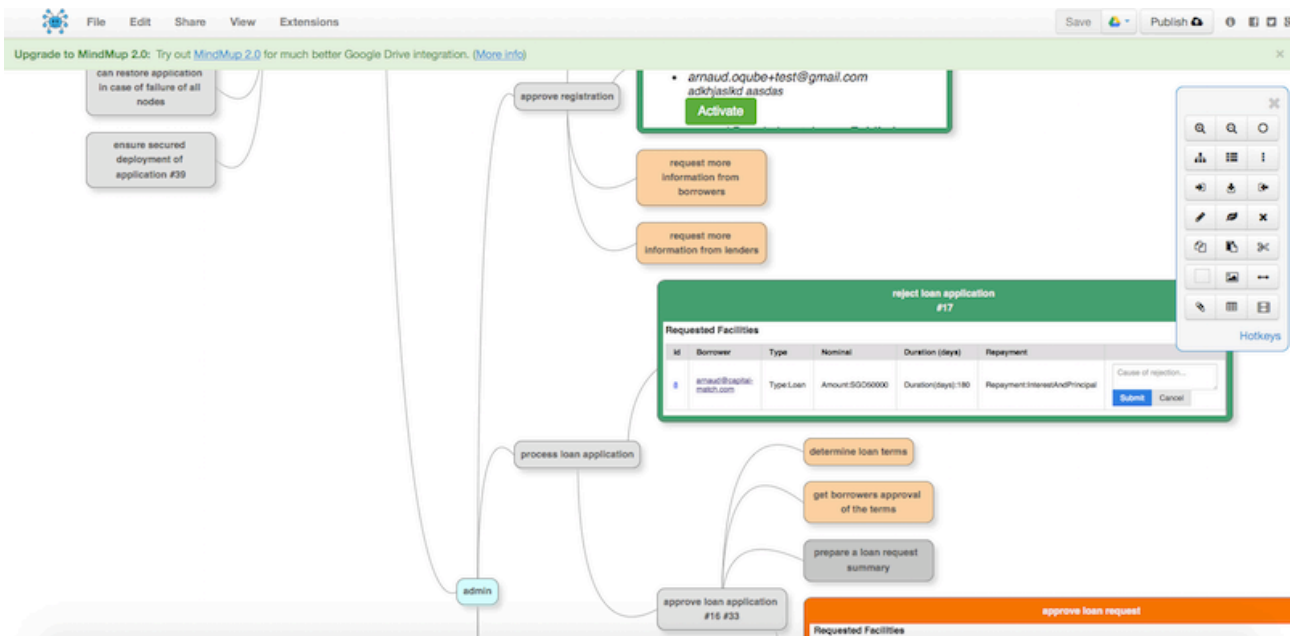 File Edit Share View Extensions
Save Publish
Upgrade to MindMup 2.0: Try out MindMup 2.0 for much better Google Drive integration. (More info)
can restore application
in case of failure of all
nodes
ensure secured
deployment of
application #39
approve registration
arnaud.oqube+test@gmail.com
adkhjaslkd aasdas
Activate
request more
information from
borrowers
request more
information from lenders
reject loan application
#17
Requested Facilities
Id Borrower Type Nominal Duration (days) Repayment
8 arnaud@capital-
match.com Type:Loan Amount:SGD50000 Duration(days):180 Repayment:InterestAndPrincipal
Cause of rejection...
Submit Cancel
Hotkeys
process loan application
determine loan terms
get borrowers approval
of the terms
prepare a loan request
summary
admin
approve loan application
#16 #33
approve loan request
Requested Facilities